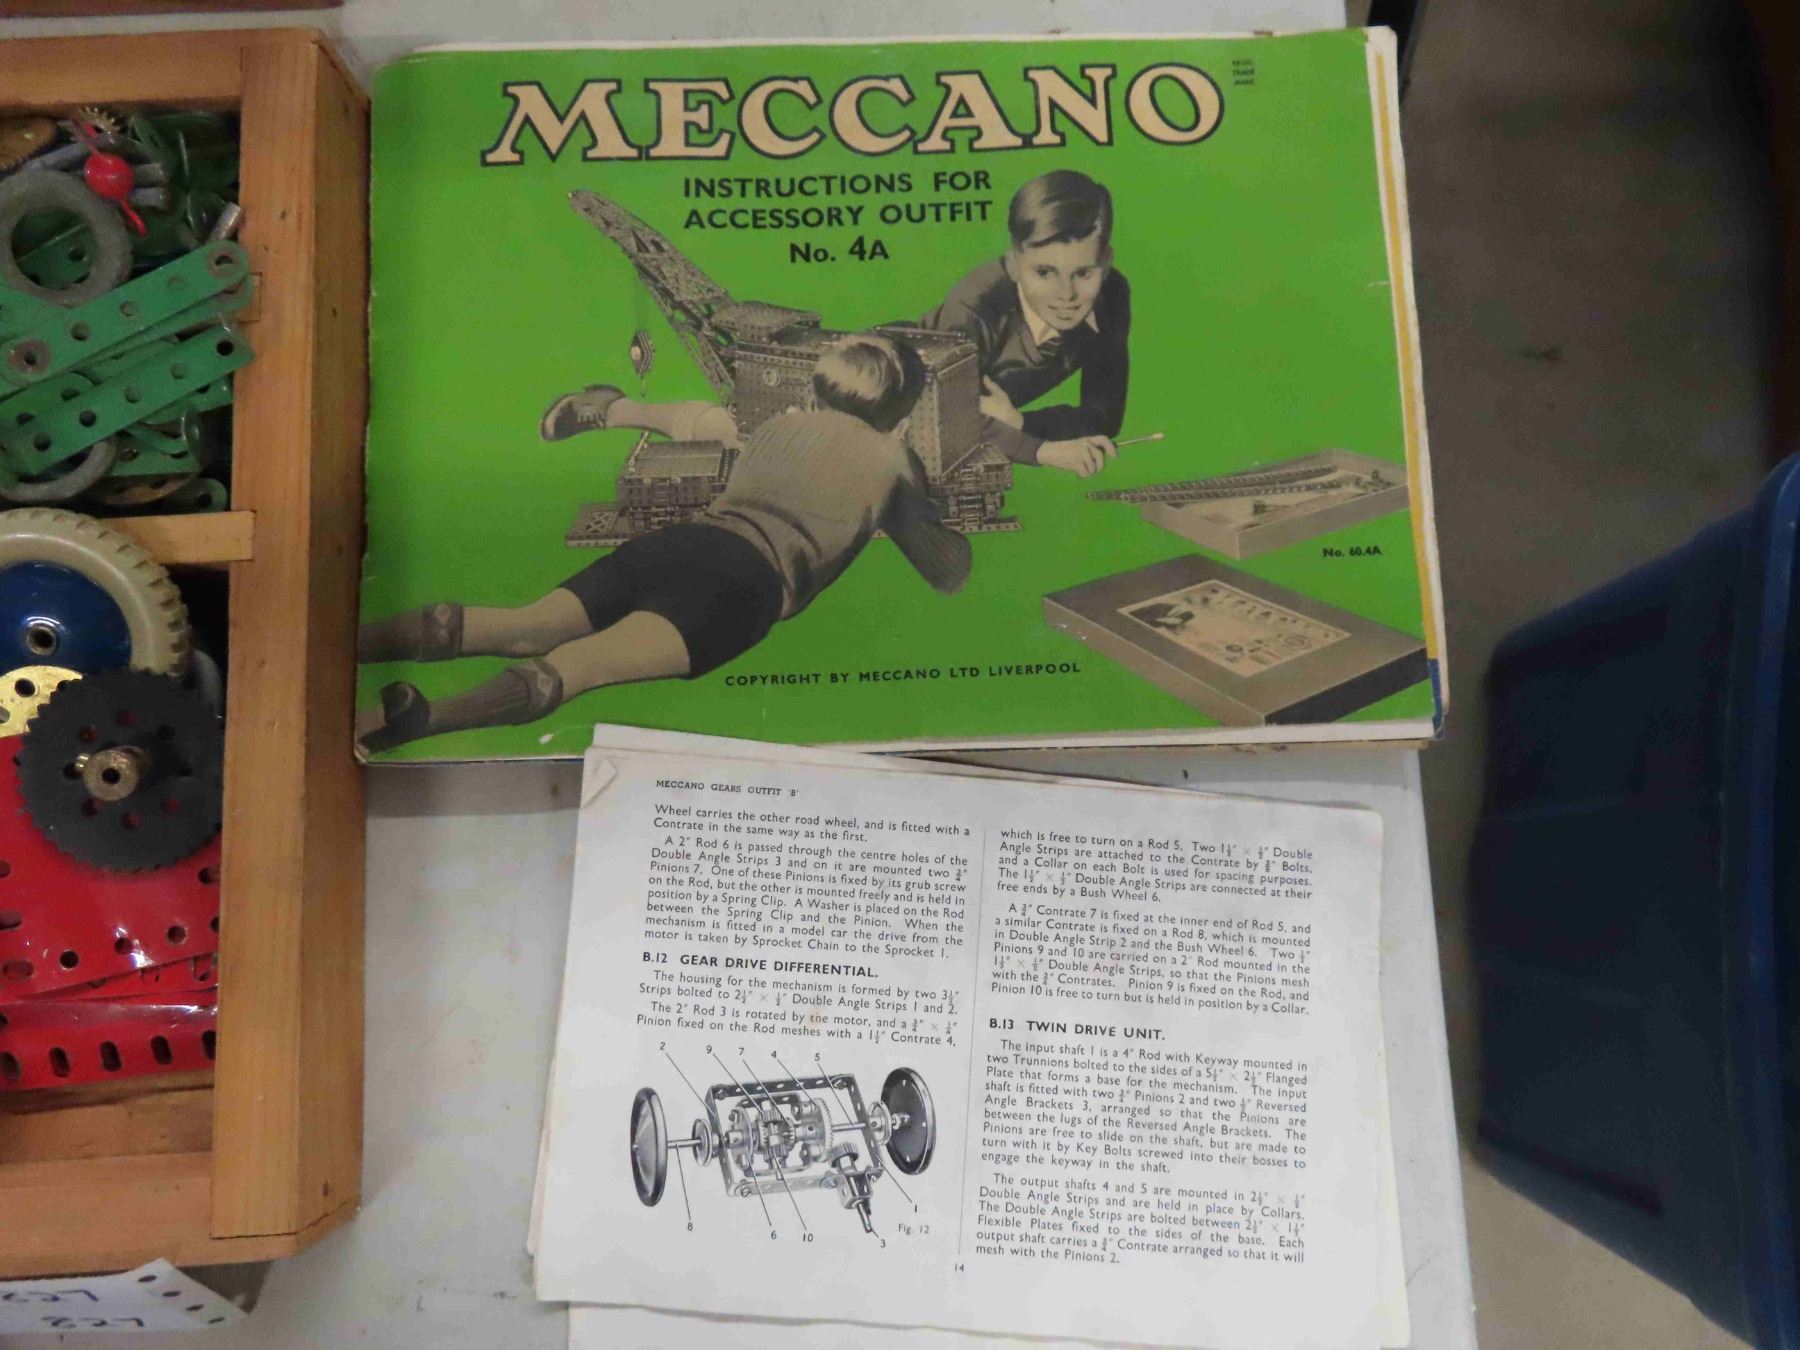 MECCANO
REGD.
TRADE
MARK
INSTRUCTIONS FOR
ACCESSORY OUTFIT
No. 4A
No. 60.4A
COPYRIGHT BY MECCANO LTD LIVERPOOL
MECCANO GEARS OUTFIT 'B'
Wheel carries the other road wheel, and is fitted with a
Contrate in the same way as the first.
A 2" Rod 6 is passed through the centre holes of the
Double Angle Strips 3 and on it are mounted two ¾"
Pinions 7. One of these Pinions is fixed by its grub screw
on the Rod, but the other is mounted freely and is held in
position by a Spring Clip. A Washer is placed on the Rod
between the Spring Clip and the Pinion. When the
mechanism is fitted in a model car the drive from the
motor is taken by Sprocket Chain to the Sprocket 1.
B.12 GEAR DRIVE DIFFERENTIAL.
The housing for the mechanism is formed by two 3½"
Strips bolted to 2½" × ½" Double Angle Strips 1 and 2.
The 2" Rod 3 is rotated by the motor, and a ¾" × ¼"
Pinion fixed on the Rod meshes with a 1½" Contrate 4,
2 9 7 4 5
8 6 10 3 1
Fig. 12
which is free to turn on a Rod 5. Two 1½" × ½" Double
Angle Strips are attached to the Contrate by ⅜" Bolts,
and a Collar on each Bolt is used for spacing purposes.
The 1½" × ½" Double Angle Strips are connected at their
free ends by a Bush Wheel 6.
A ¾" Contrate 7 is fixed at the inner end of Rod 5, and
a similar Contrate is fixed on a Rod 8, which is mounted
in Double Angle Strip 2 and the Bush Wheel 6. Two ½"
Pinions 9 and 10 are carried on a 2" Rod mounted in the
1½" × ½" Double Angle Strips, so that the Pinions mesh
with the ¾" Contrates. Pinion 9 is fixed on the Rod, and
Pinion 10 is free to turn but is held in position by a Collar.
B.13 TWIN DRIVE UNIT.
The input shaft 1 is a 4" Rod with Keyway mounted in
two Trunnions bolted to the sides of a 5½" × 2½" Flanged
Plate that forms a base for the mechanism. The input
shaft is fitted with two ¾" Pinions 2 and two ½" Reversed
Angle Brackets 3, arranged so that the Pinions are
between the lugs of the Reversed Angle Brackets. The
Pinions are free to slide on the shaft, but are made to
turn with it by Key Bolts screwed into their bosses to
engage the keyway in the shaft.
The output shafts 4 and 5 are mounted in 2½" × ½"
Double Angle Strips and are held in place by Collars.
The Double Angle Strips are bolted between 2½" × 1½"
Flexible Plates fixed to the sides of the base. Each
output shaft carries a ¾" Contrate arranged so that it will
mesh with the Pinions 2.
14
627